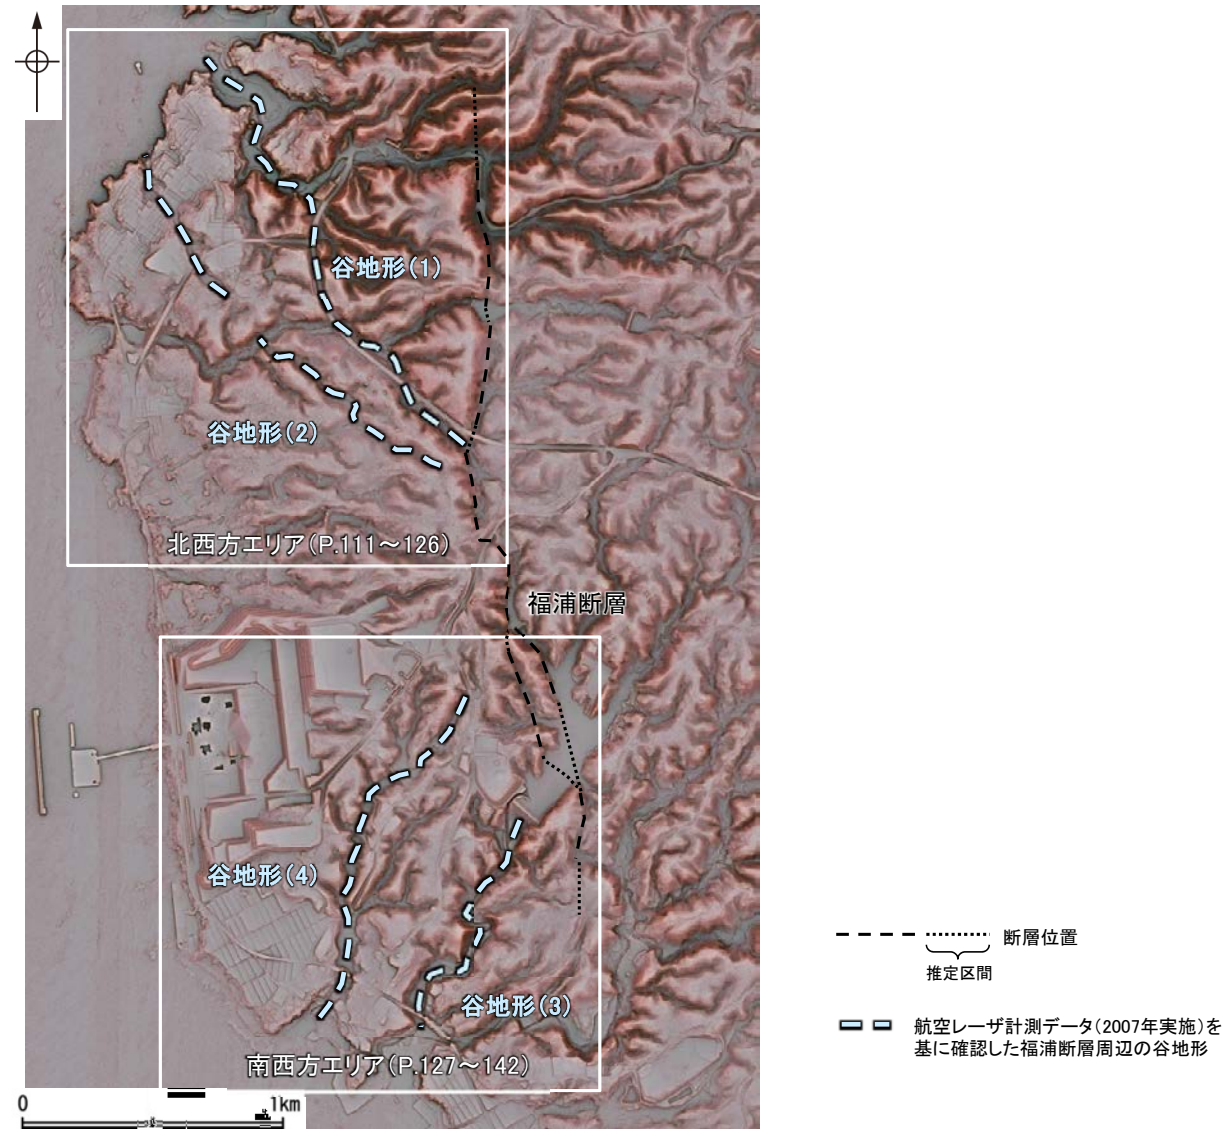 谷地形(1)
谷地形(2)
北西方エリア(P.111~126)
福浦断層
谷地形(4)
谷地形(3)
南西方エリア(P.127~142)
0
1km
断層位置
推定区間
航空レーザ計測データ(2007年実施)を
基に確認した福浦断層周辺の谷地形